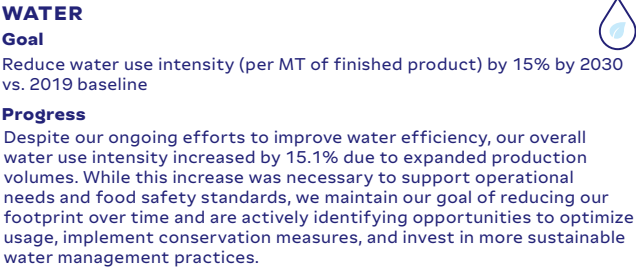 WATER
Goal
Reduce water use intensity (per MT of finished product) by 15% by 2030
vs. 2019 baseline
Progress
Despite our ongoing efforts to improve water efficiency, our overall
water use intensity increased by 15.1% due to expanded production
volumes. While this increase was necessary to support operational
needs and food safety standards, we maintain our goal of reducing our
footprint over time and are actively identifying opportunities to optimize
usage, implement conservation measures, and invest in more sustainable
water management practices.